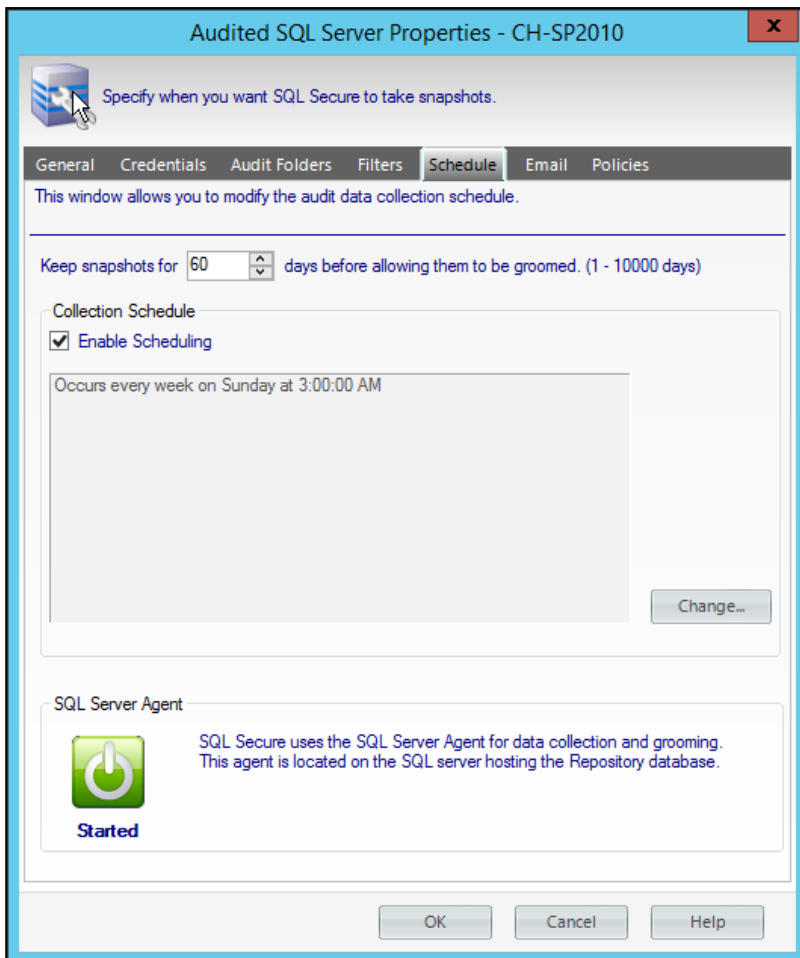 Audited SQL Server Properties - CH-SP2010
x
Specify when you want SQL Secure to take snapshots.
General Credentials Audit Folders Filters Schedule Email Policies
This window allows you to modify the audit data collection schedule.
Keep snapshots for 60 days before allowing them to be groomed. (1 - 10000 days)
Collection Schedule
Enable Scheduling
Occurs every week on Sunday at 3:00:00 AM
Change...
SQL Server Agent
SQL Secure uses the SQL Server Agent for data collection and grooming.
This agent is located on the SQL server hosting the Repository database.
Started
OK Cancel Help